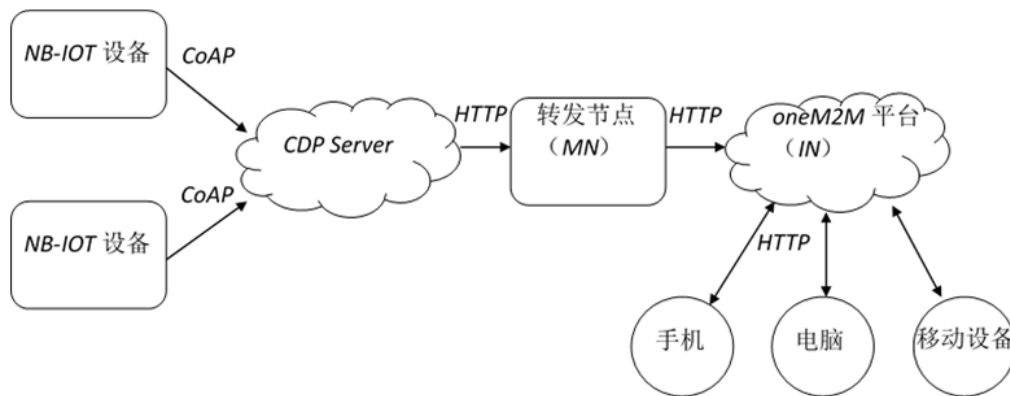 NB-IOT 设备
CoAP
CDP Server
HTTP
转发节点
（MN）
HTTP
oneM2M 平台
（IN）
CoAP
NB-IOT 设备
HTTP
手机
电脑
移动设备